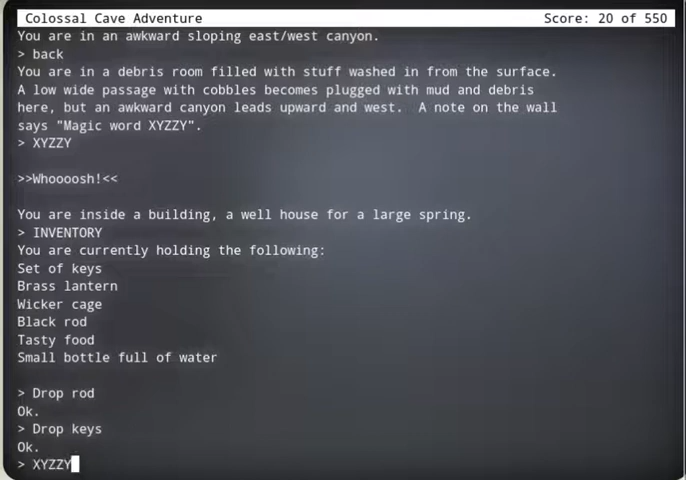 Colossal Cave Adventure Score: 20 of 550
You are in an awkward sloping east/west canyon.
> back
You are in a debris room filled with stuff washed in from the surface.
A low wide passage with cobbles becomes plugged with mud and debris
here, but an awkward canyon leads upward and west. A note on the wall
says "Magic word XYZZY".
> XYZZY
>>Whoooosh!<<
You are inside a building, a well house for a large spring.
> INVENTORY
You are currently holding the following:
Set of keys
Brass lantern
Wicker cage
Black rod
Tasty food
Small bottle full of water
> Drop rod
Ok.
> Drop keys
Ok.
> XYZZY